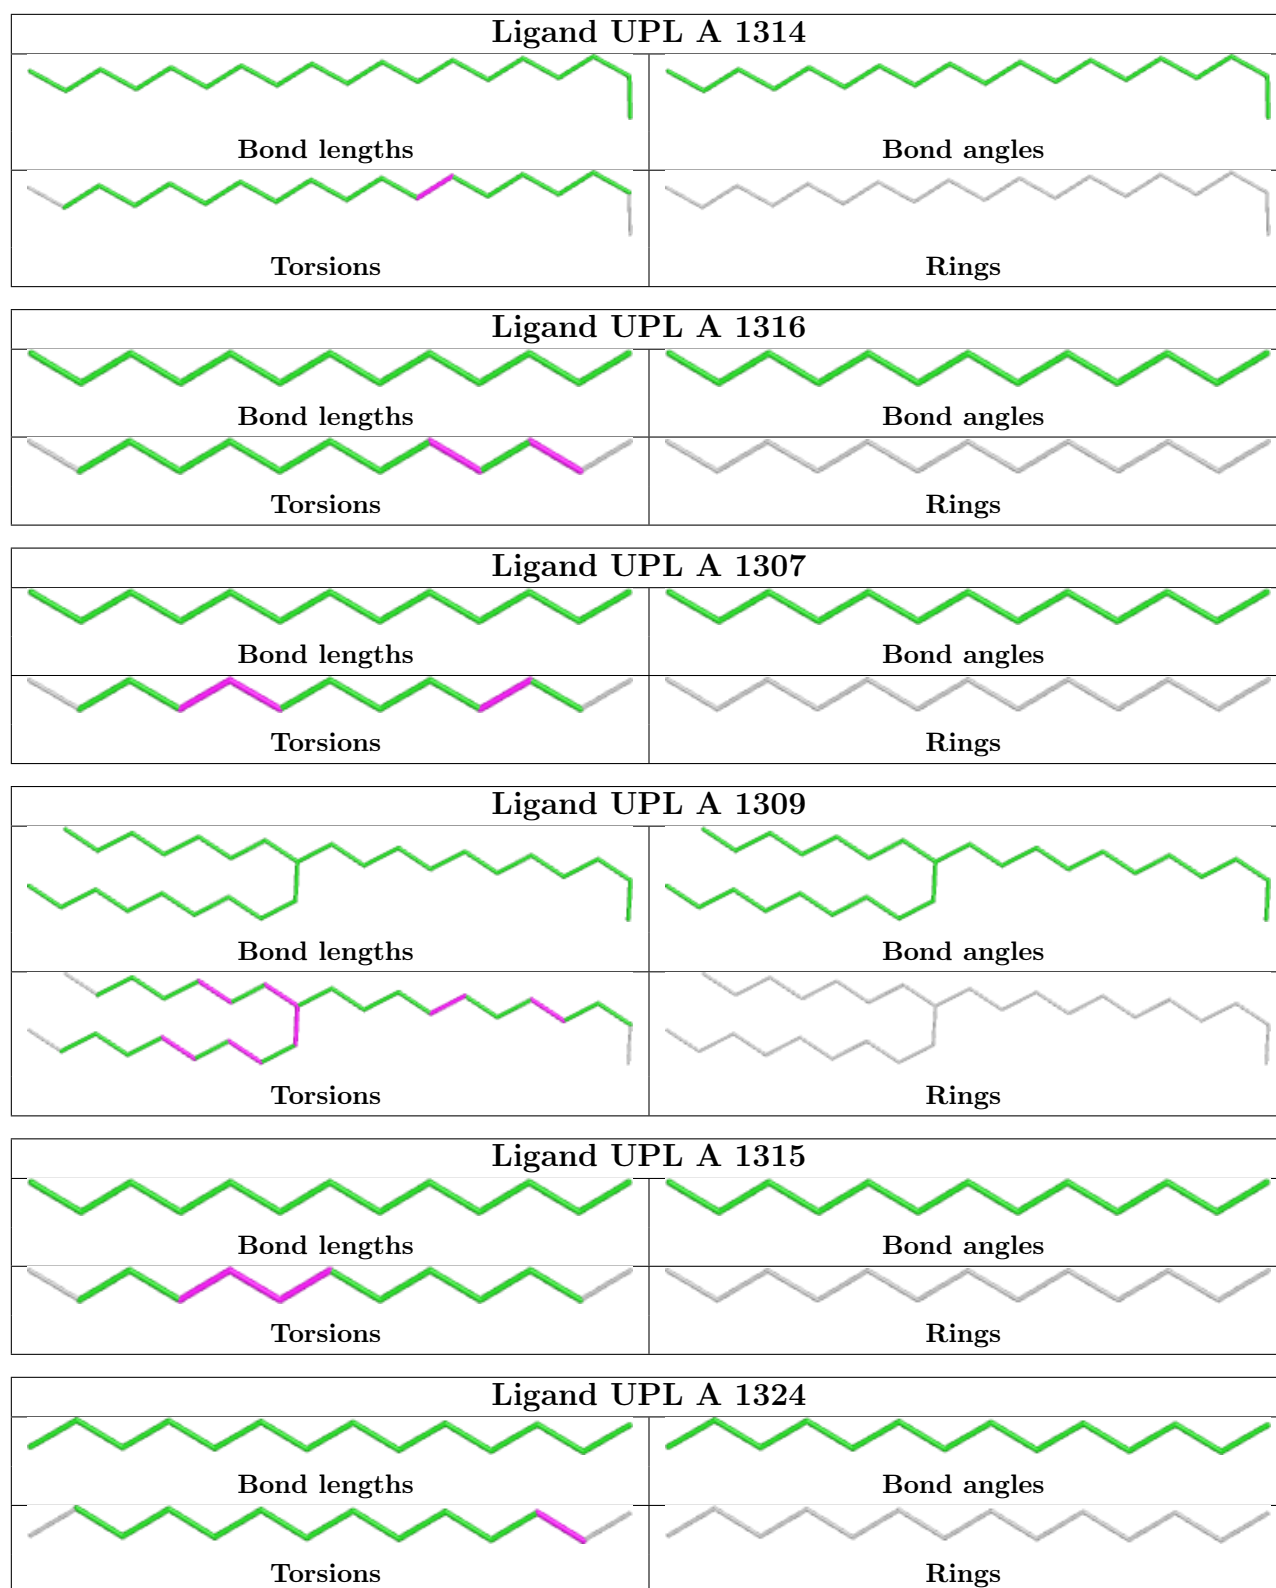 Ligand UPL A 1314
Bond lengths Bond angles
Torsions Rings
Ligand UPL A 1316
Bond lengths Bond angles
Torsions Rings
Ligand UPL A 1307
Bond lengths Bond angles
Torsions Rings
Ligand UPL A 1309
Bond lengths Bond angles
Torsions Rings
Ligand UPL A 1315
Bond lengths Bond angles
Torsions Rings
Ligand UPL A 1324
Bond lengths Bond angles
Torsions Rings